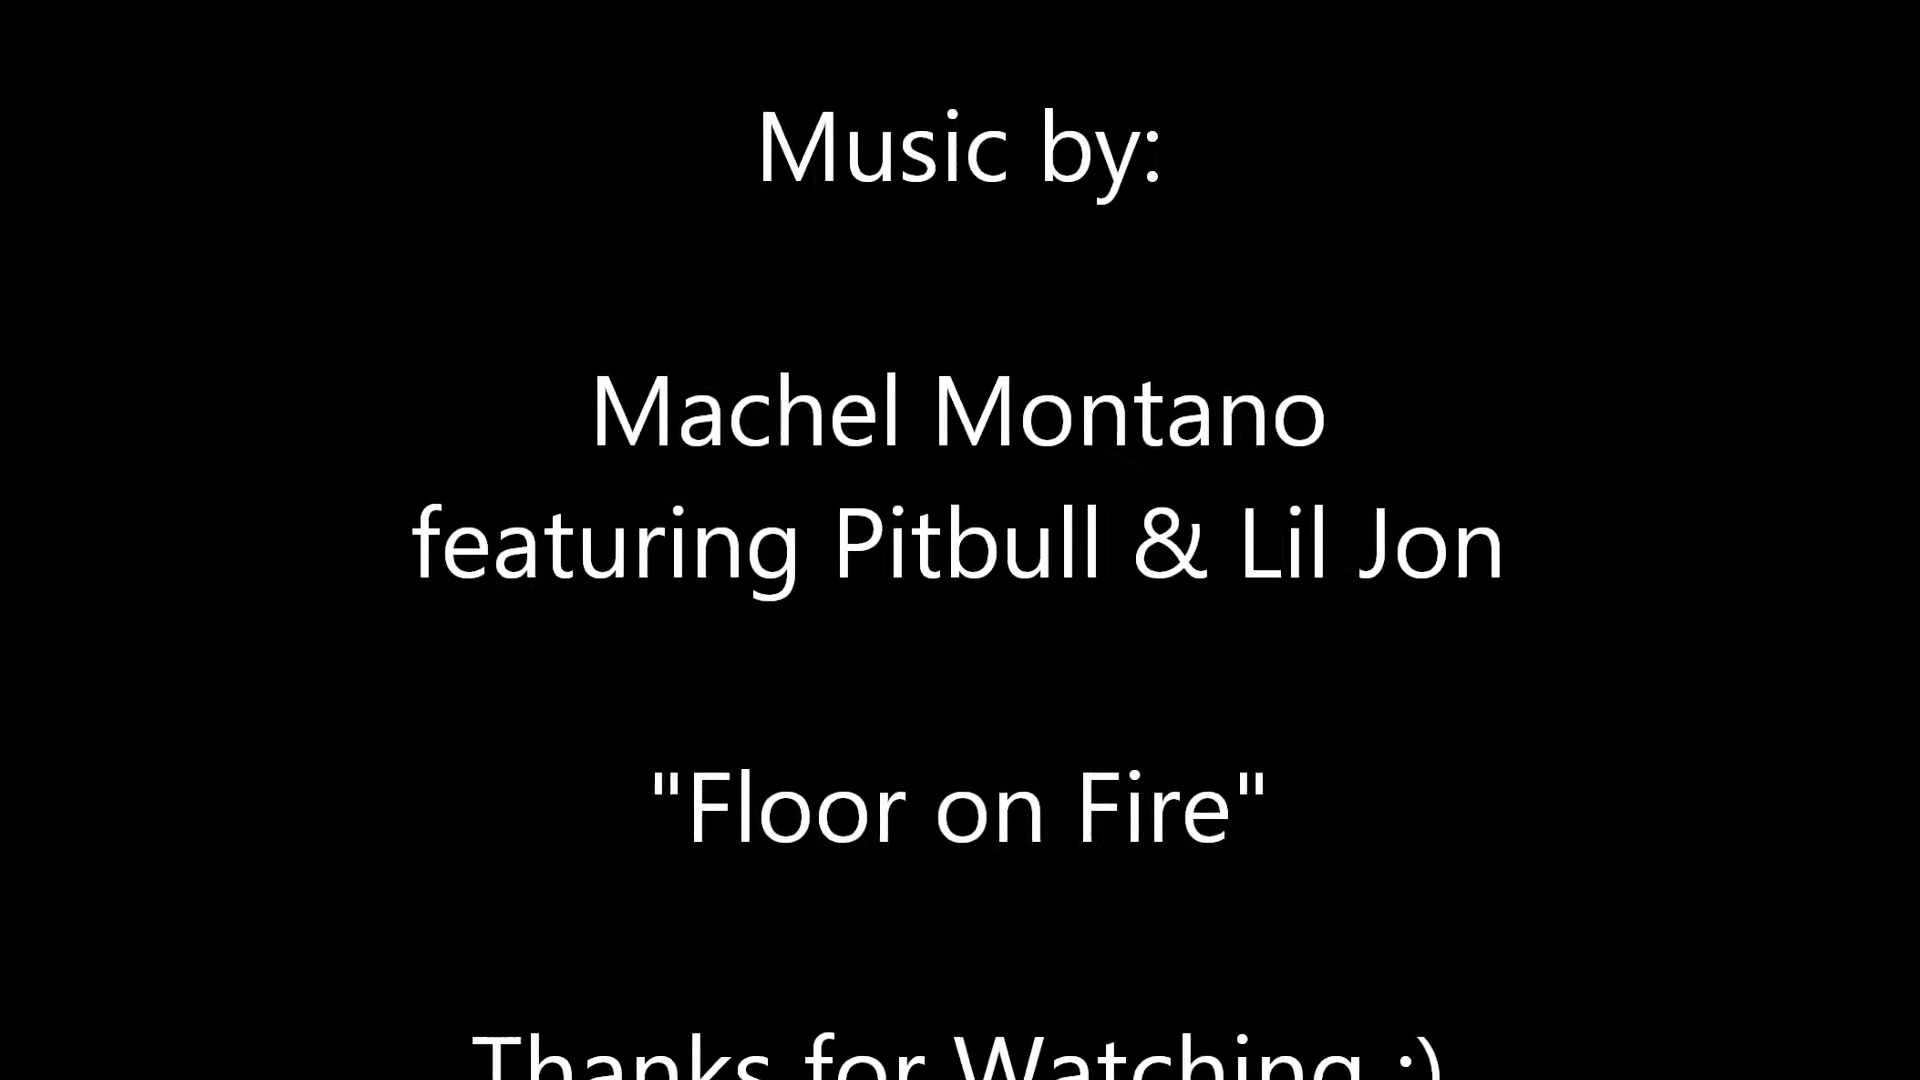 Music by:
Machel Montano
featuring Pitbull & Lil Jon
"Floor on Fire"
Thanks for Watching :)